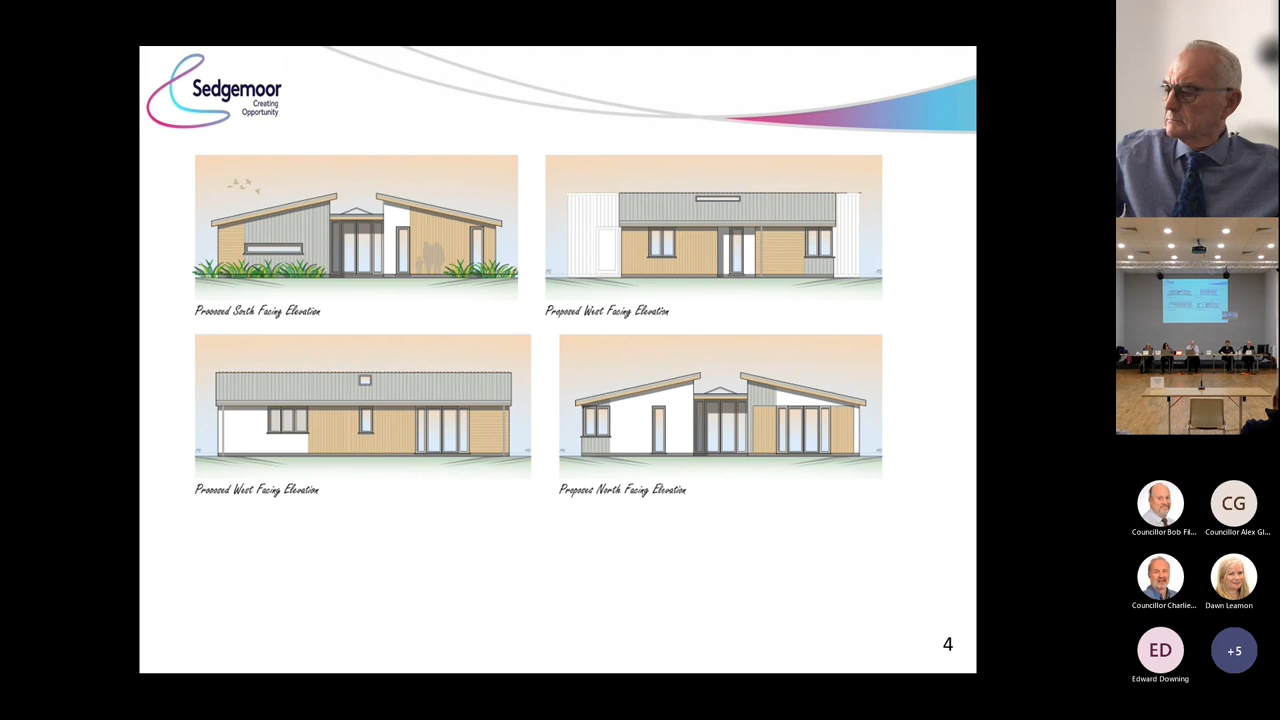 Sedgemoor
Creating
Opportunity
Proposed South Facing Elevation
Proposed West Facing Elevation
Proposed West Facing Elevation
Proposes North Facing Elevation
4
CG
Councillor Bob Fil...
Councillor Alex Gl...
Councillor Charlie...
Dawn Leamon
ED
+5
Edward Downing